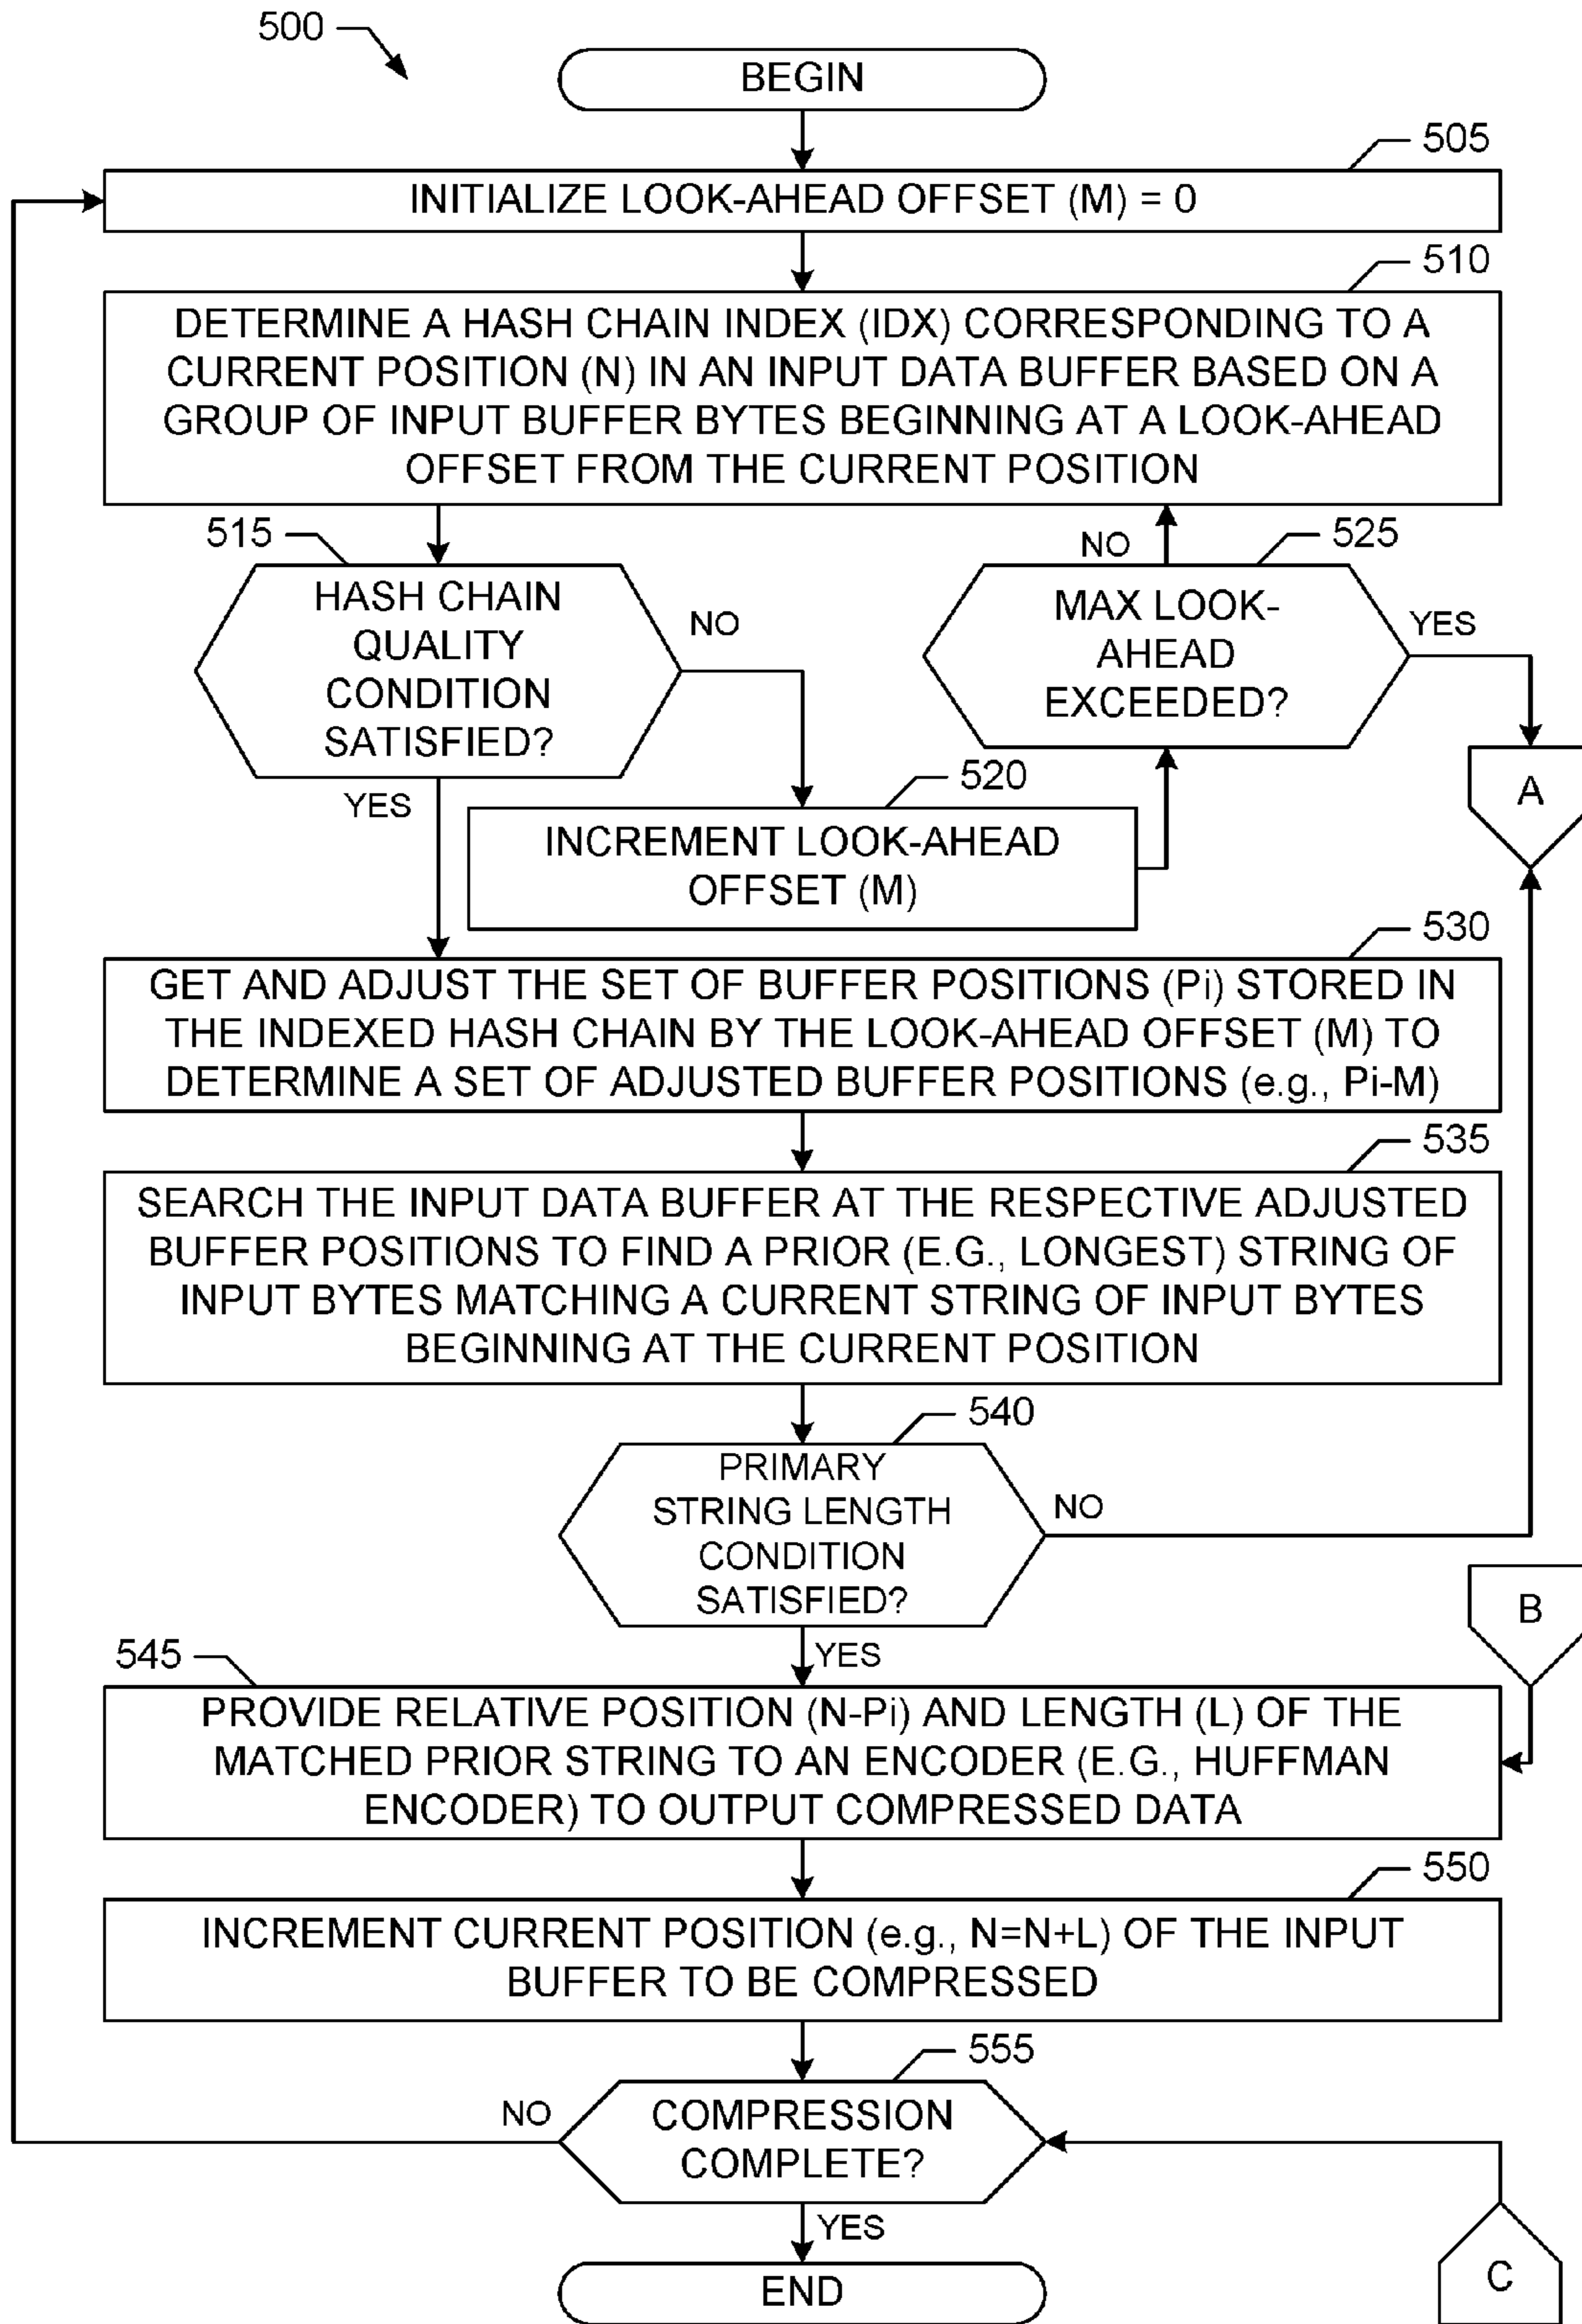 500
BEGIN
505
INITIALIZE LOOK-AHEAD OFFSET (M) = 0
510
DETERMINE A HASH CHAIN INDEX (IDX) CORRESPONDING TO A
CURRENT POSITION (N) IN AN INPUT DATA BUFFER BASED ON A
GROUP OF INPUT BUFFER BYTES BEGINNING AT A LOOK-AHEAD
OFFSET FROM THE CURRENT POSITION
515
HASH CHAIN
QUALITY
CONDITION
SATISFIED?
NO
YES
NO
525
MAX LOOK-
AHEAD
EXCEEDED?
YES
A
520
INCREMENT LOOK-AHEAD
OFFSET (M)
530
GET AND ADJUST THE SET OF BUFFER POSITIONS (Pi) STORED IN
THE INDEXED HASH CHAIN BY THE LOOK-AHEAD OFFSET (M) TO
DETERMINE A SET OF ADJUSTED BUFFER POSITIONS (e.g., Pi-M)
535
SEARCH THE INPUT DATA BUFFER AT THE RESPECTIVE ADJUSTED
BUFFER POSITIONS TO FIND A PRIOR (E.G., LONGEST) STRING OF
INPUT BYTES MATCHING A CURRENT STRING OF INPUT BYTES
BEGINNING AT THE CURRENT POSITION
540
PRIMARY
STRING LENGTH
CONDITION
SATISFIED?
NO
YES
B
545
PROVIDE RELATIVE POSITION (N-Pi) AND LENGTH (L) OF THE
MATCHED PRIOR STRING TO AN ENCODER (E.G., HUFFMAN
ENCODER) TO OUTPUT COMPRESSED DATA
550
INCREMENT CURRENT POSITION (e.g., N=N+L) OF THE INPUT
BUFFER TO BE COMPRESSED
555
COMPRESSION
COMPLETE?
NO
YES
C
END